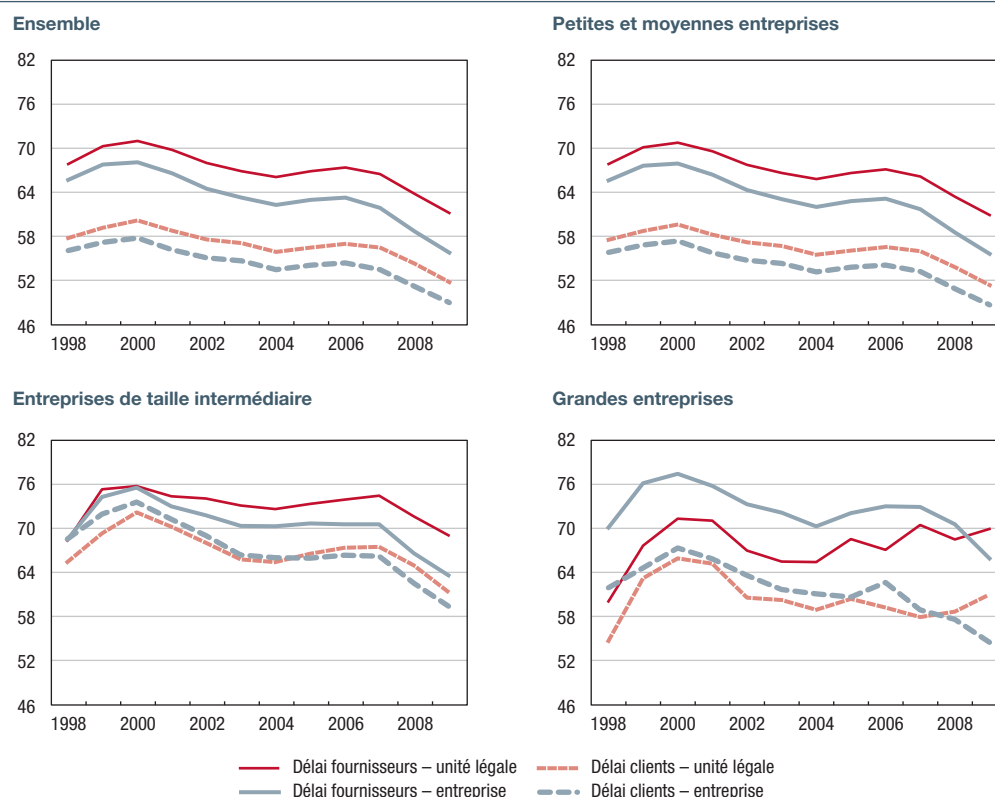 Ensemble
82
76
70
64
58
52
46
1998 2000 2002 2004 2006 2008
Petites et moyennes entreprises
82
76
70
64
58
52
46
1998 2000 2002 2004 2006 2008
Entreprises de taille intermédiaire
82
76
70
64
58
52
46
1998 2000 2002 2004 2006 2008
Grandes entreprises
82
76
70
64
58
52
46
1998 2000 2002 2004 2006 2008
Délai fournisseurs – unité légale
Délai clients – unité légale
Délai fournisseurs – entreprise
Délai clients – entreprise